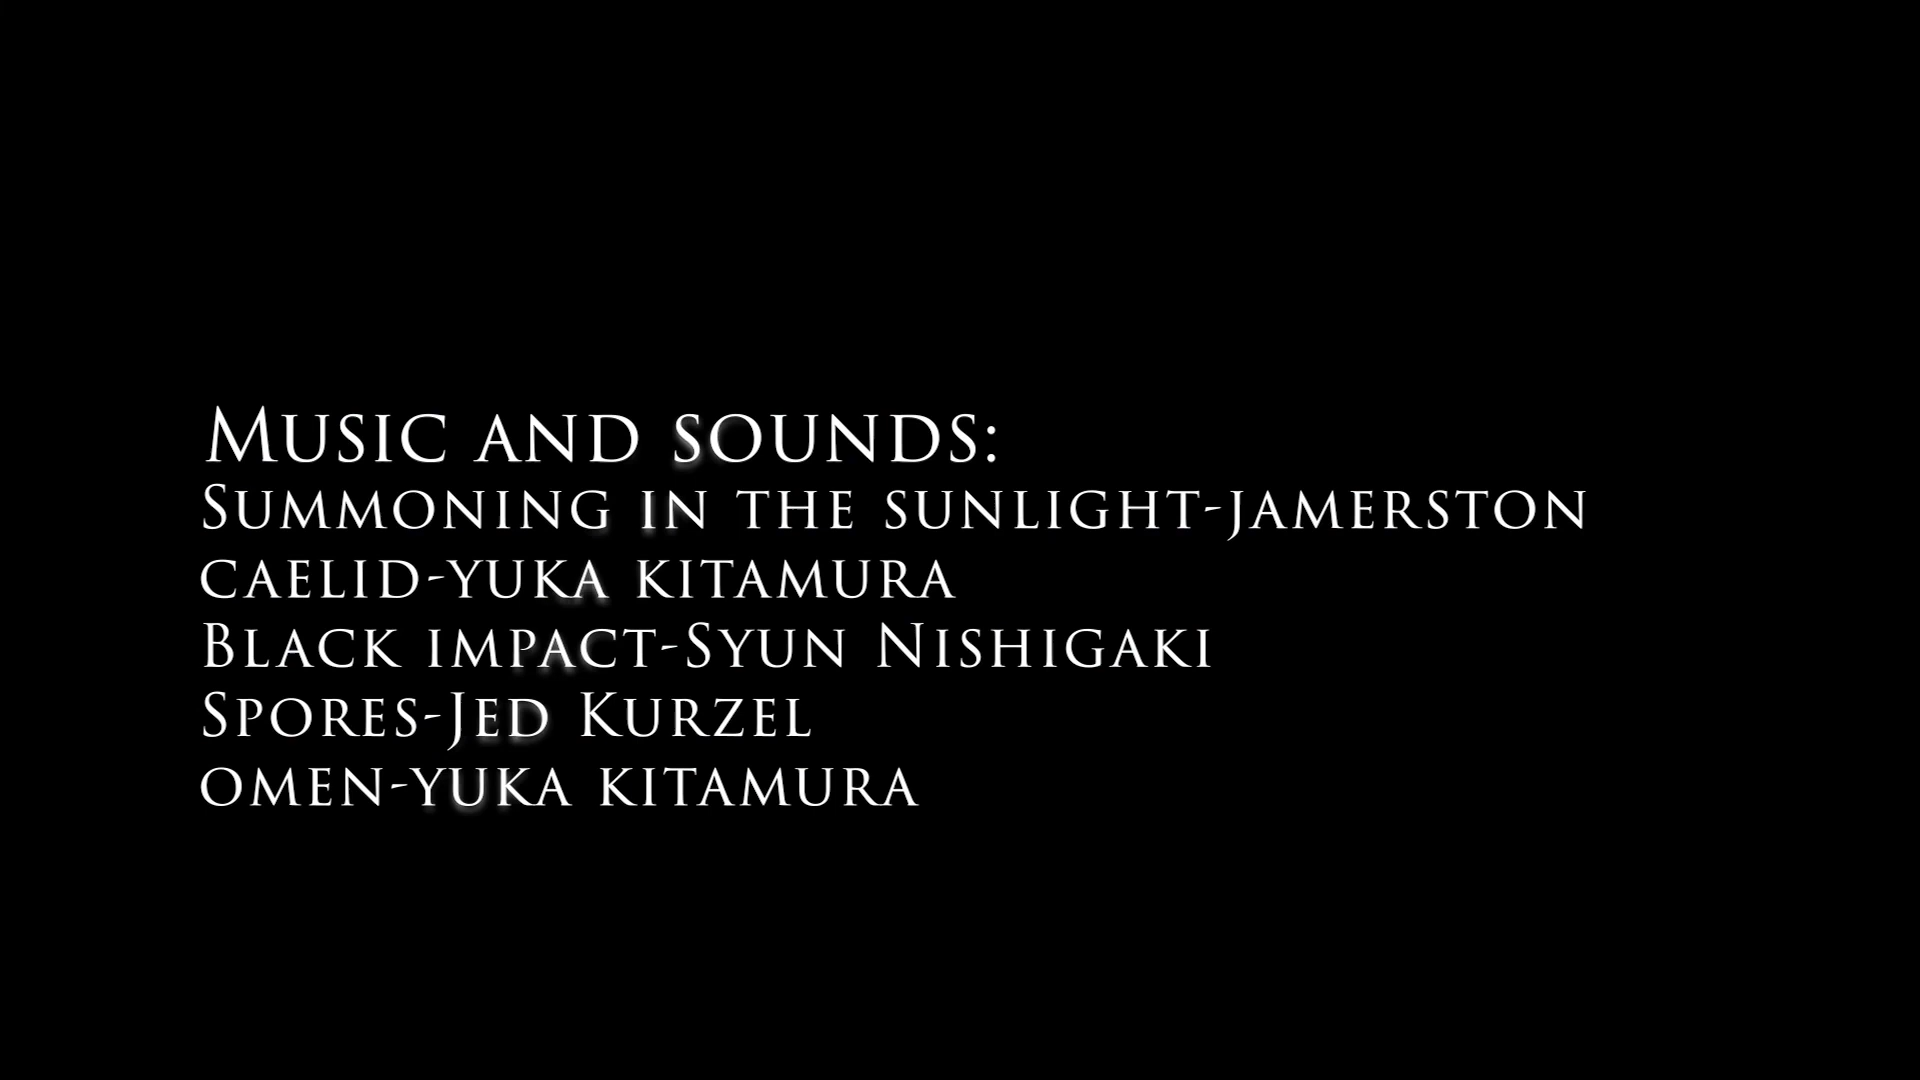 Music and sounds:
Summoning in the sunlight-jamerston
caelid-yuka kitamura
Black impact-Syun Nishigaki
Spores-Jed Kurzel
omen-yuka kitamura